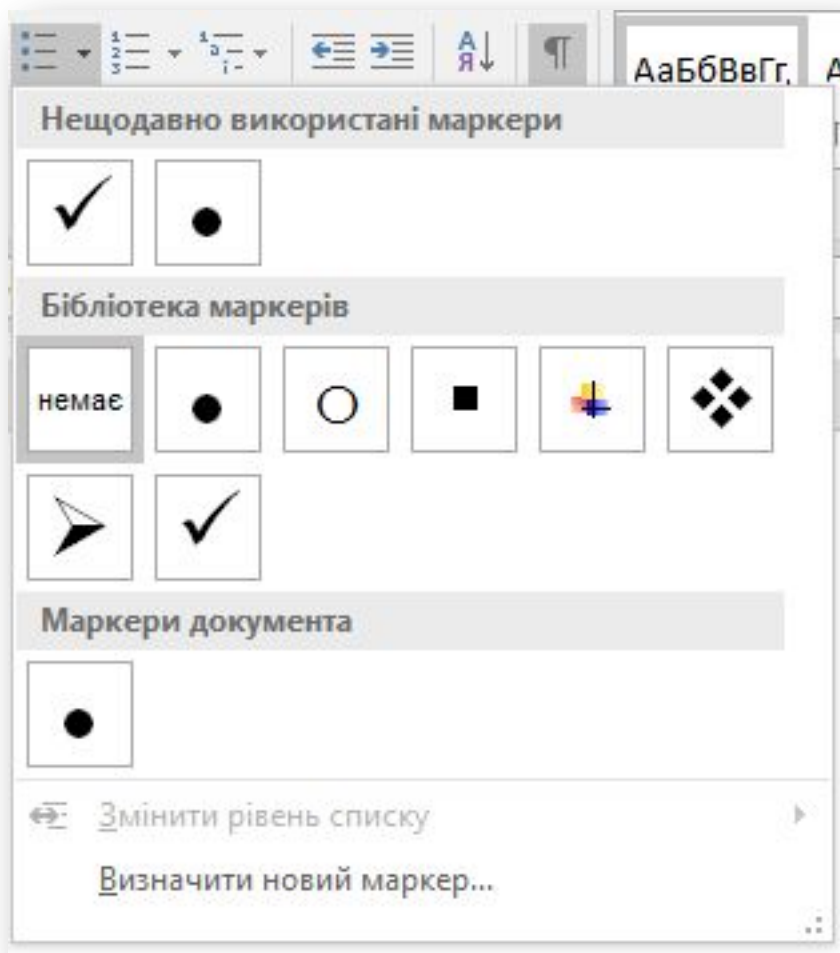 АаБбВвГг,
Нещодавно використані маркери
Бібліотека маркерів
немає
Маркери документа
Змінити рівень списку
Визначити новий маркер...